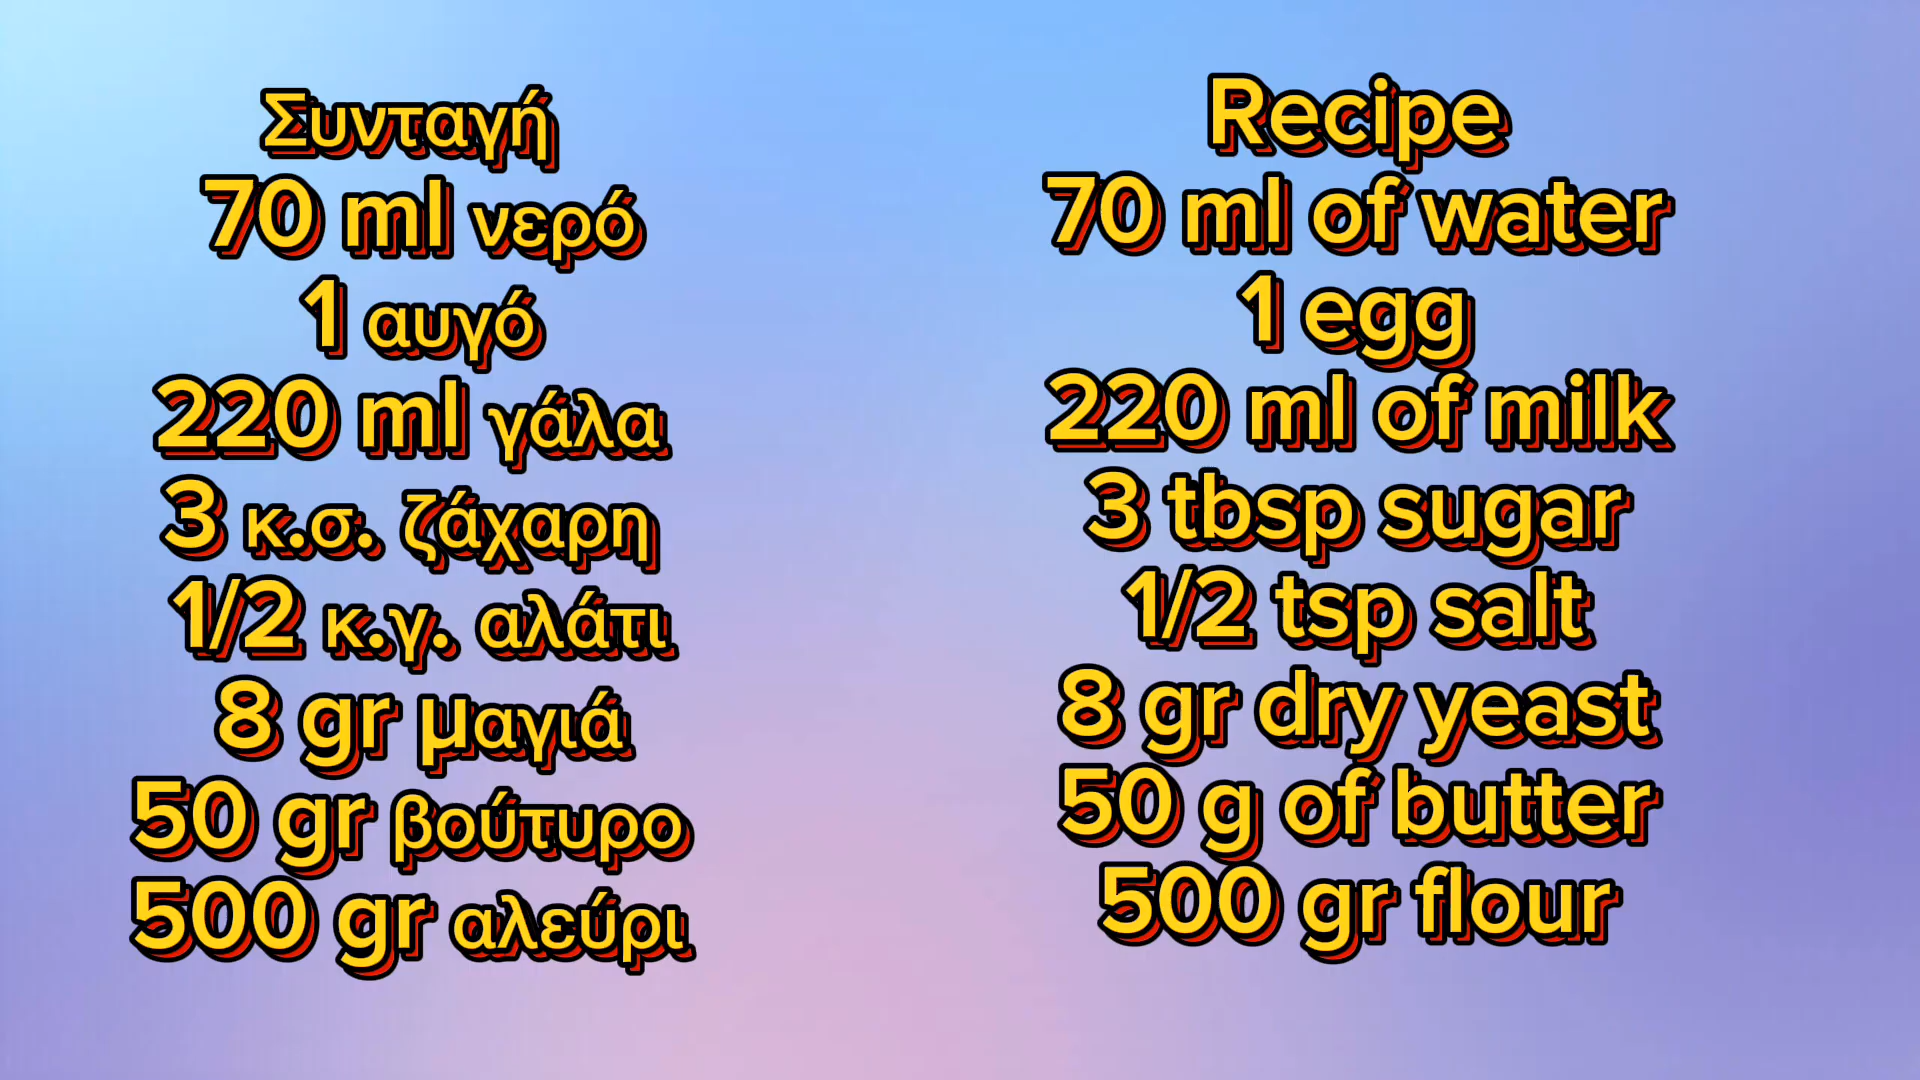 Συνταγή
70 ml νερό
1 αυγό
220 ml γάλα
3 κ.σ. ζάχαρη
1/2 κ.γ. αλάτι
8 gr μαγιά
50 gr βούτυρο
500 gr αλεύρι
Recipe
70 ml of water
1 egg
220 ml of milk
3 tbsp sugar
1/2 tsp salt
8 gr dry yeast
50 g of butter
500 gr flour